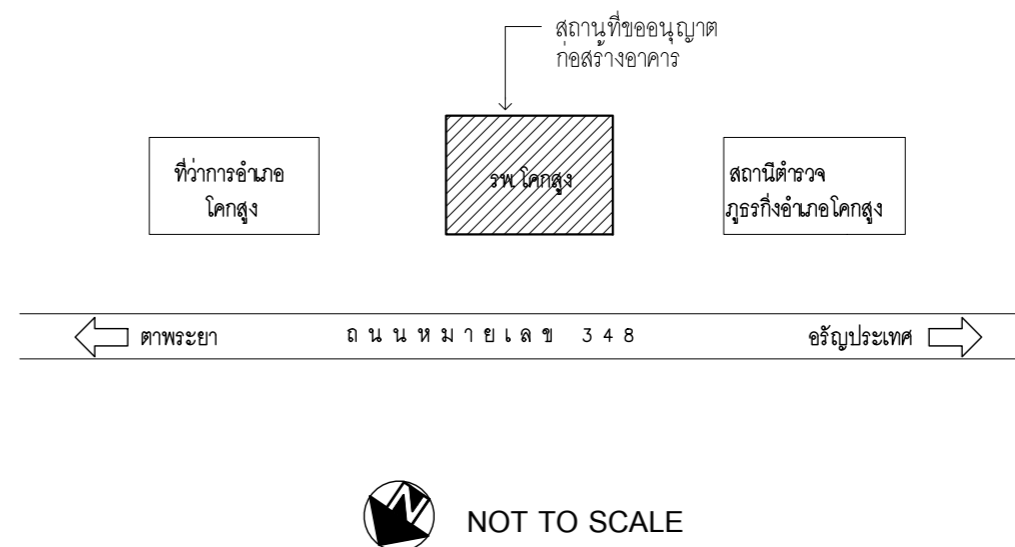 สถานที่ขออนุญาต
ก่อสร้างอาคาร
ที่ว่าการอำเภอ
โคกสูง
รพ.โคกสูง
สถานีตำรวจ
ภูธรกิ่งอำเภอโคกสูง
ตาพระยา ถนนหมายเลข 348 อรัญประเทศ
N NOT TO SCALE